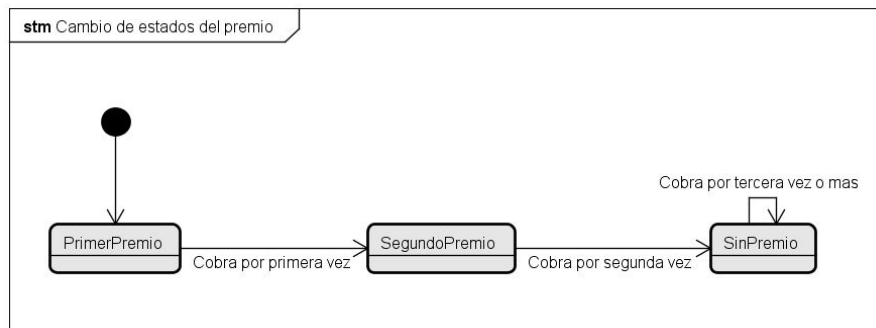 stm Cambio de estados del premio
Cobra por tercera vez o mas
PrimerPremio
SegundoPremio
SinPremio
Cobra por primera vez
Cobra por segunda vez